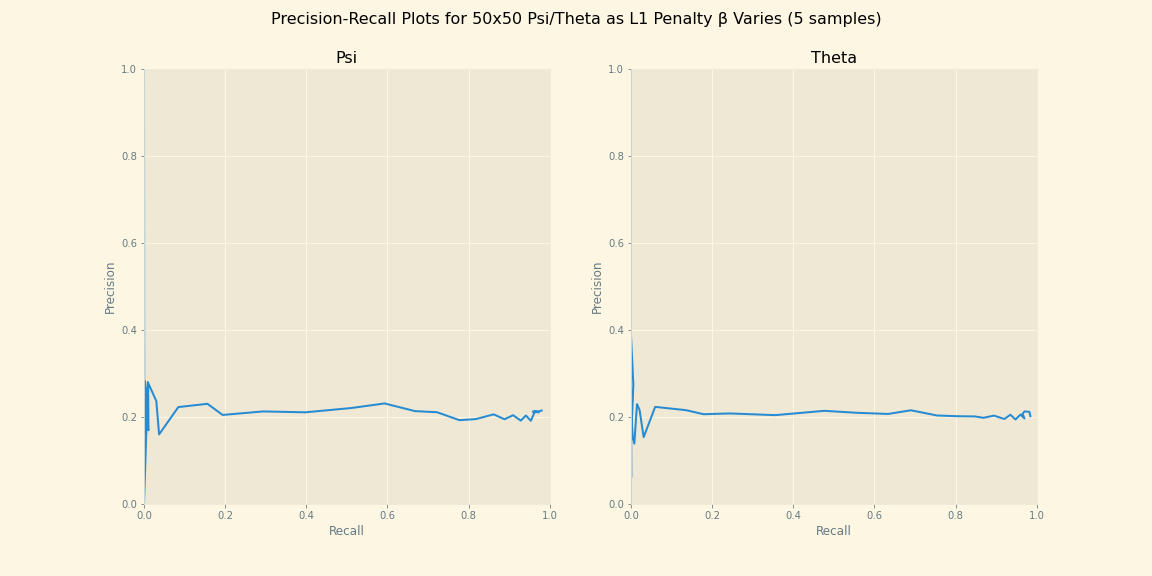 Precision-Recall Plots for 50x50 Psi/Theta as L1 Penalty β Varies (5 samples)
Psi
1.0
0.8
0.6
0.4
0.2
0.0
Precision
0.0 0.2 0.4 0.6 0.8 1.0
Recall
Theta
1.0
0.8
0.6
0.4
0.2
0.0
Precision
0.0 0.2 0.4 0.6 0.8 1.0
Recall